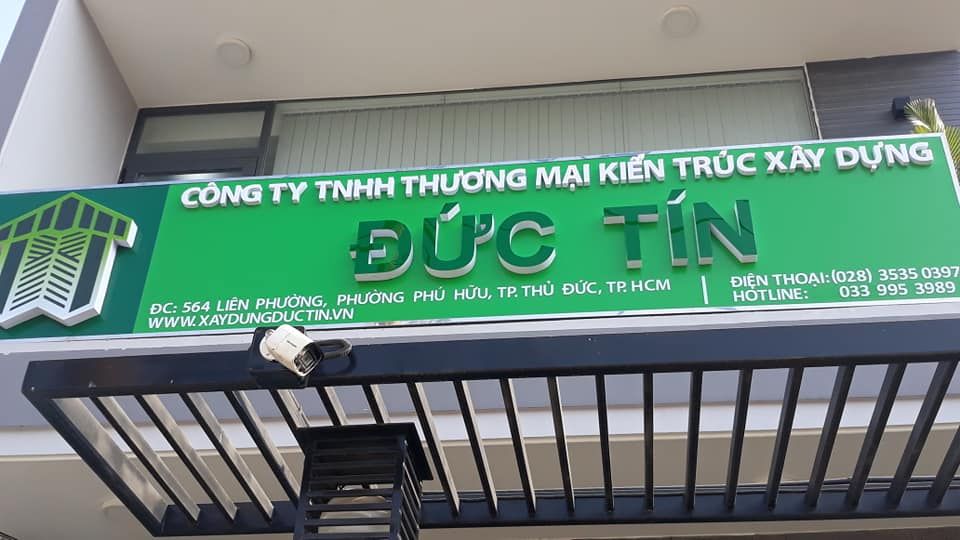 CÔNG TY TNHH THƯƠNG MẠI KIẾN TRÚC XÂY DỰNG
ĐỨC TÍN
ĐC: 564 LIÊN PHƯỜNG, PHƯỜNG PHÚ HỮU, TP. THỦ ĐỨC, TP. HCM
WWW.XAYDUNGDUCTIN.VN
ĐIỆN THOẠI: (028) 3535 0397
HOTLINE: 033 995 3989